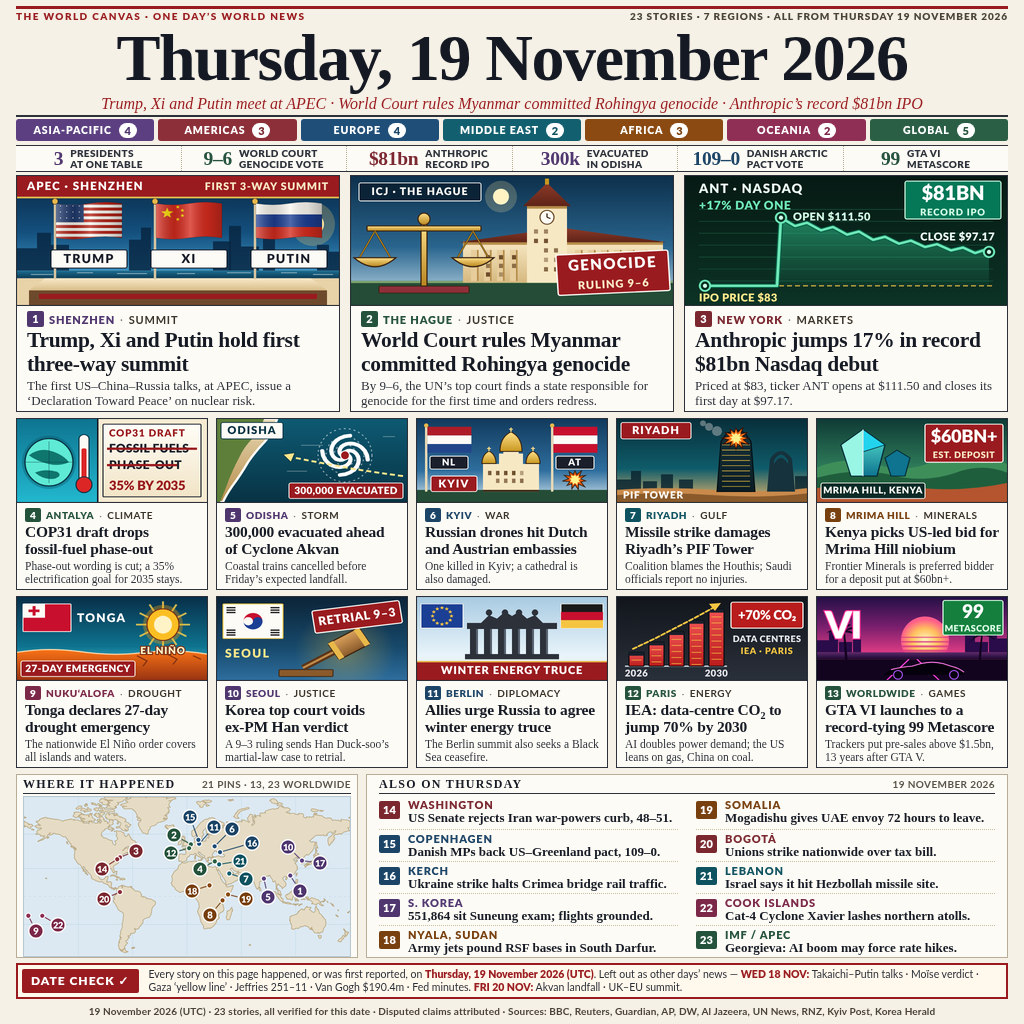 THE WORLD CANVAS · ONE DAY'S WORLD NEWS
23 STORIES · 7 REGIONS · ALL FROM THURSDAY 19 NOVEMBER 2026
Thursday, 19 November 2026
Trump, Xi and Putin meet at APEC · World Court rules Myanmar committed Rohingya genocide · Anthropic's record $81bn IPO
ASIA-PACIFIC 4
AMERICAS 3
EUROPE 4
MIDDLE EAST 2
AFRICA 3
OCEANIA 2
GLOBAL 5
3 PRESIDENTS
AT ONE TABLE
9–6 WORLD COURT
GENOCIDE VOTE
$81bn ANTHROPIC
RECORD IPO
300k EVACUATED
IN ODISHA
109–0 DANISH ARCTIC
PACT VOTE
99 GTA VI
METASCORE
APEC · SHENZHEN
FIRST 3-WAY SUMMIT
TRUMP
XI
PUTIN
1 SHENZHEN · SUMMIT
Trump, Xi and Putin hold first
three-way summit
The first US–China–Russia talks, at APEC, issue a
‘Declaration Toward Peace’ on nuclear risk.
ICJ · THE HAGUE
GENOCIDE
RULING 9–6
2 THE HAGUE · JUSTICE
World Court rules Myanmar
committed Rohingya genocide
By 9–6, the UN's top court finds a state responsible for
genocide for the first time and orders redress.
ANT · NASDAQ
+17% DAY ONE
$81BN
RECORD IPO
OPEN $111.50
CLOSE $97.17
IPO PRICE $83
3 NEW YORK · MARKETS
Anthropic jumps 17% in record
$81bn Nasdaq debut
Priced at $83, ticker ANT opens at $111.50 and closes its
first day at $97.17.
COP31 DRAFT
FOSSIL FUELS
PHASE-OUT
35% BY 2035
4 ANTALYA · CLIMATE
COP31 draft drops
fossil-fuel phase-out
Phase-out wording is cut; a 35%
electrification goal for 2035 stays.
ODISHA
300,000 EVACUATED
5 ODISHA · STORM
300,000 evacuated ahead
of Cyclone Akvan
Coastal trains cancelled before
Friday's expected landfall.
NL
AT
KYIV
6 KYIV · WAR
Russian drones hit Dutch
and Austrian embassies
One killed in Kyiv; a cathedral is
also damaged.
RIYADH
PIF TOWER
7 RIYADH · GULF
Missile strike damages
Riyadh's PIF Tower
Coalition blames the Houthis; Saudi
officials report no injuries.
$60BN+
EST. DEPOSIT
MRIMA HILL, KENYA
8 MRIMA HILL · MINERALS
Kenya picks US-led bid for
Mrima Hill niobium
Frontier Minerals is preferred bidder
for a deposit put at $60bn+.
TONGA
EL NIÑO
27-DAY EMERGENCY
9 NUKUʻALOFA · DROUGHT
Tonga declares 27-day
drought emergency
The nationwide El Niño order covers
all islands and waters.
RETRIAL 9–3
SEOUL
10 SEOUL · JUSTICE
Korea top court voids
ex-PM Han verdict
A 9–3 ruling sends Han Duck-soo's
martial-law case to retrial.
WINTER ENERGY TRUCE
11 BERLIN · DIPLOMACY
Allies urge Russia to agree
winter energy truce
The Berlin summit also seeks a Black
Sea ceasefire.
+70% CO₂
DATA CENTRES
IEA · PARIS
2026
2030
12 PARIS · ENERGY
IEA: data-centre CO₂ to
jump 70% by 2030
AI doubles power demand; the US
leans on gas, China on coal.
VI
99
METASCORE
13 WORLDWIDE · GAMES
GTA VI launches to a
record-tying 99 Metascore
Trackers put pre-sales above $1.5bn,
13 years after GTA V.
WHERE IT HAPPENED
21 PINS · 13, 23 WORLDWIDE
15
11
6
2
16
12
3
10
17
14
4
21
7
18
19
5
1
20
8
9
22
ALSO ON THURSDAY
19 NOVEMBER 2026
14 WASHINGTON
US Senate rejects Iran war-powers curb, 48–51.
15 COPENHAGEN
Danish MPs back US–Greenland pact, 109–0.
16 KERCH
Ukraine strike halts Crimea bridge rail traffic.
17 S. KOREA
551,864 sit Suneung exam; flights grounded.
18 NYALA, SUDAN
Army jets pound RSF bases in South Darfur.
19 SOMALIA
Mogadishu gives UAE envoy 72 hours to leave.
20 BOGOTÁ
Unions strike nationwide over tax bill.
21 LEBANON
Israel says it hit Hezbollah missile site.
22 COOK ISLANDS
Cat-4 Cyclone Xavier lashes northern atolls.
23 IMF / APEC
Georgieva: AI boom may force rate hikes.
DATE CHECK ✓
Every story on this page happened, or was first reported, on Thursday, 19 November 2026 (UTC). Left out as other days' news — WED 18 NOV: Takaichi–Putin talks · Moïse verdict ·
Gaza ‘yellow line’ · Jeffries 251–11 · Van Gogh $190.4m · Fed minutes. FRI 20 NOV: Akvan landfall · UK–EU summit.
19 November 2026 (UTC) · 23 stories, all verified for this date · Disputed claims attributed · Sources: BBC, Reuters, Guardian, AP, DW, Al Jazeera, UN News, RNZ, Kyiv Post, Korea Herald